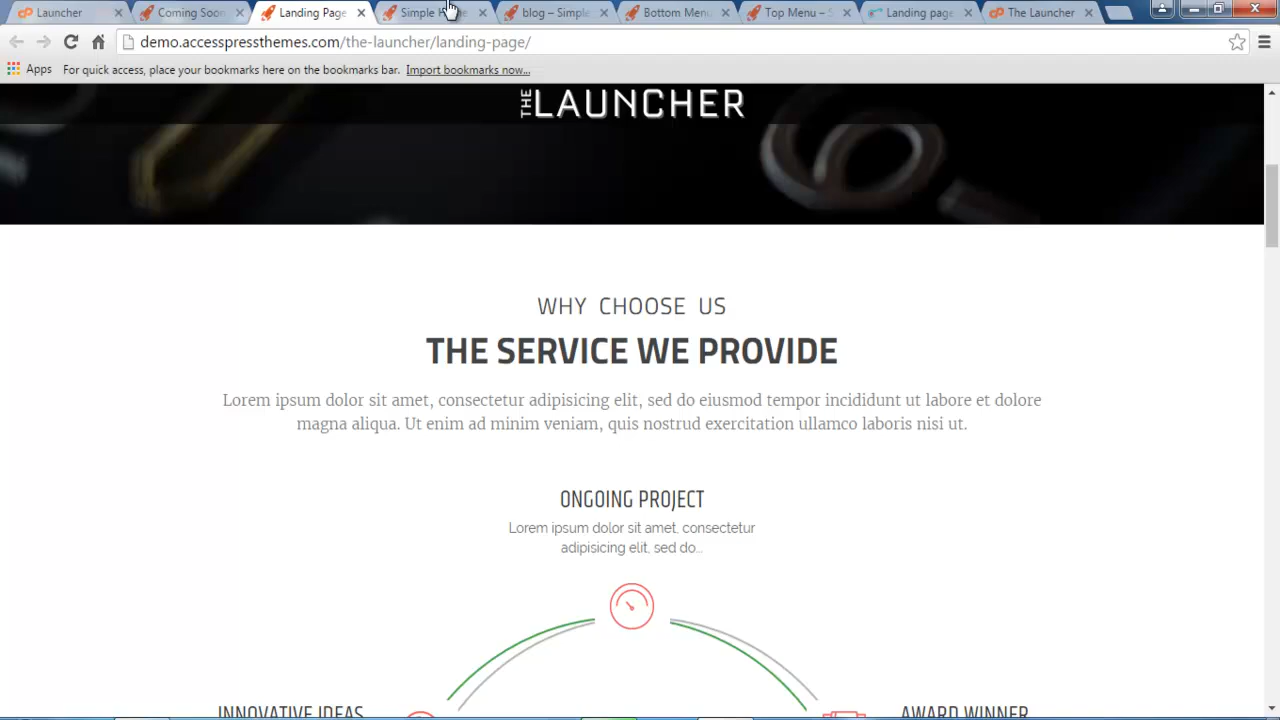 Launcher
Coming Soon
Landing Page
Simple
blog – Simple
Bottom Menu
Top Menu – S
Landing page
The Launcher
demo.accesspressthemes.com/the-launcher/landing-page/
Apps For quick access, place your bookmarks here on the bookmarks bar. Import bookmarks now...
THE LAUNCHER
WHY CHOOSE US
THE SERVICE WE PROVIDE
Lorem ipsum dolor sit amet, consectetur adipisicing elit, sed do eiusmod tempor incididunt ut labore et dolore
magna aliqua. Ut enim ad minim veniam, quis nostrud exercitation ullamco laboris nisi ut.
ONGOING PROJECT
Lorem ipsum dolor sit amet, consectetur
adipisicing elit, sed do...
INNOVATIVE IDEAS
AWARD WINNER